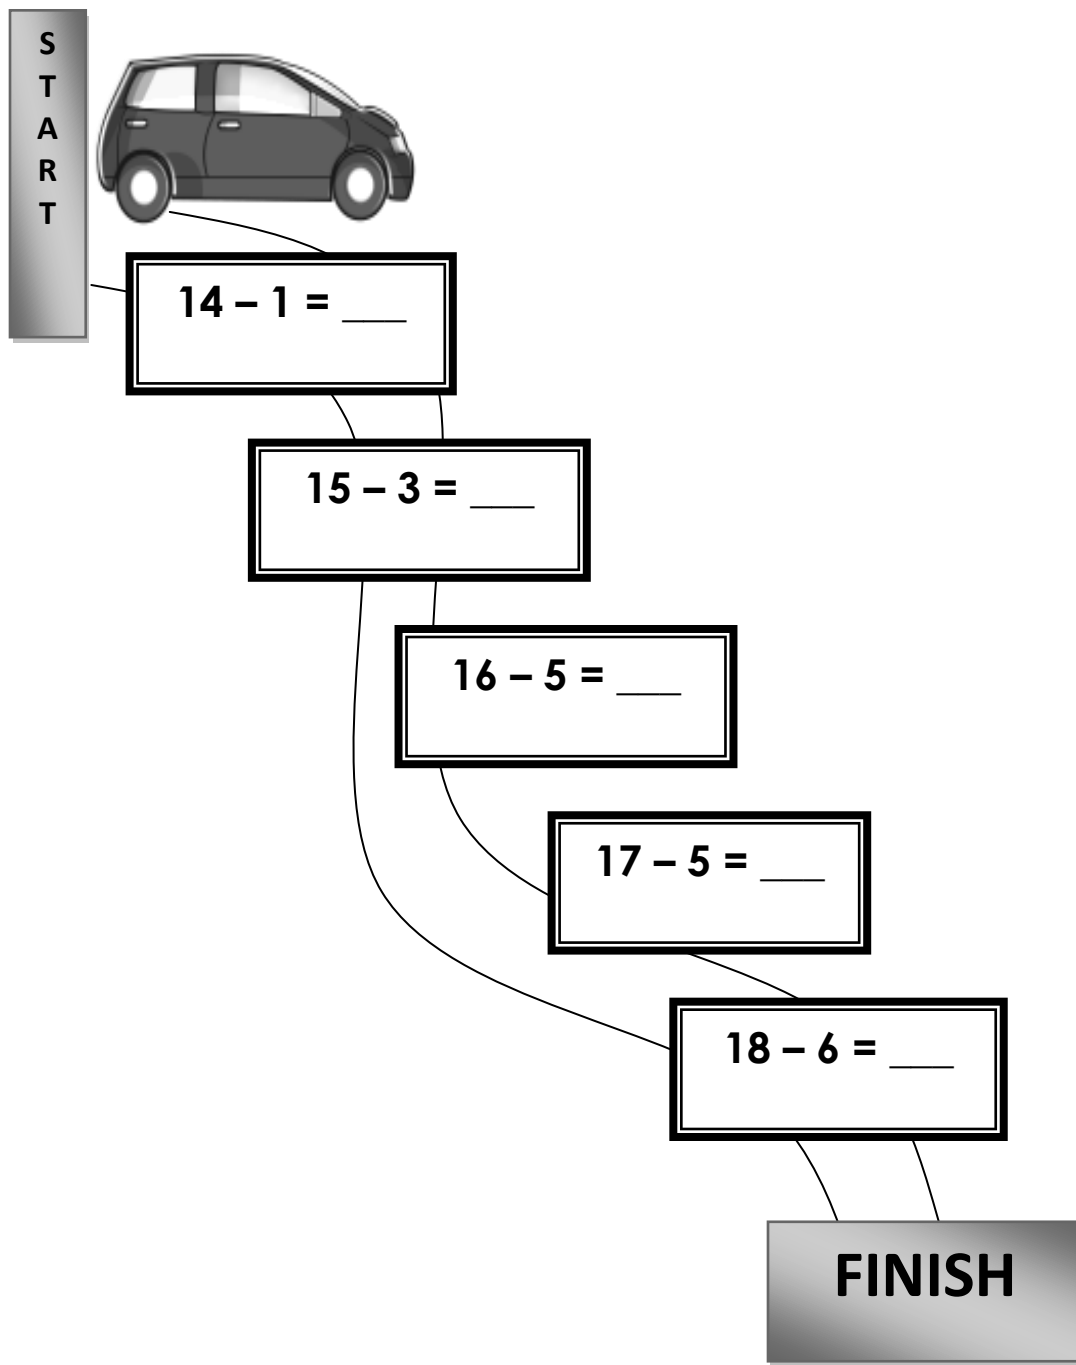 S
T
A
R
T
14 – 1 = ___
15 – 3 = ___
16 – 5 = ___
17 – 5 = ___
18 – 6 = ___
FINISH